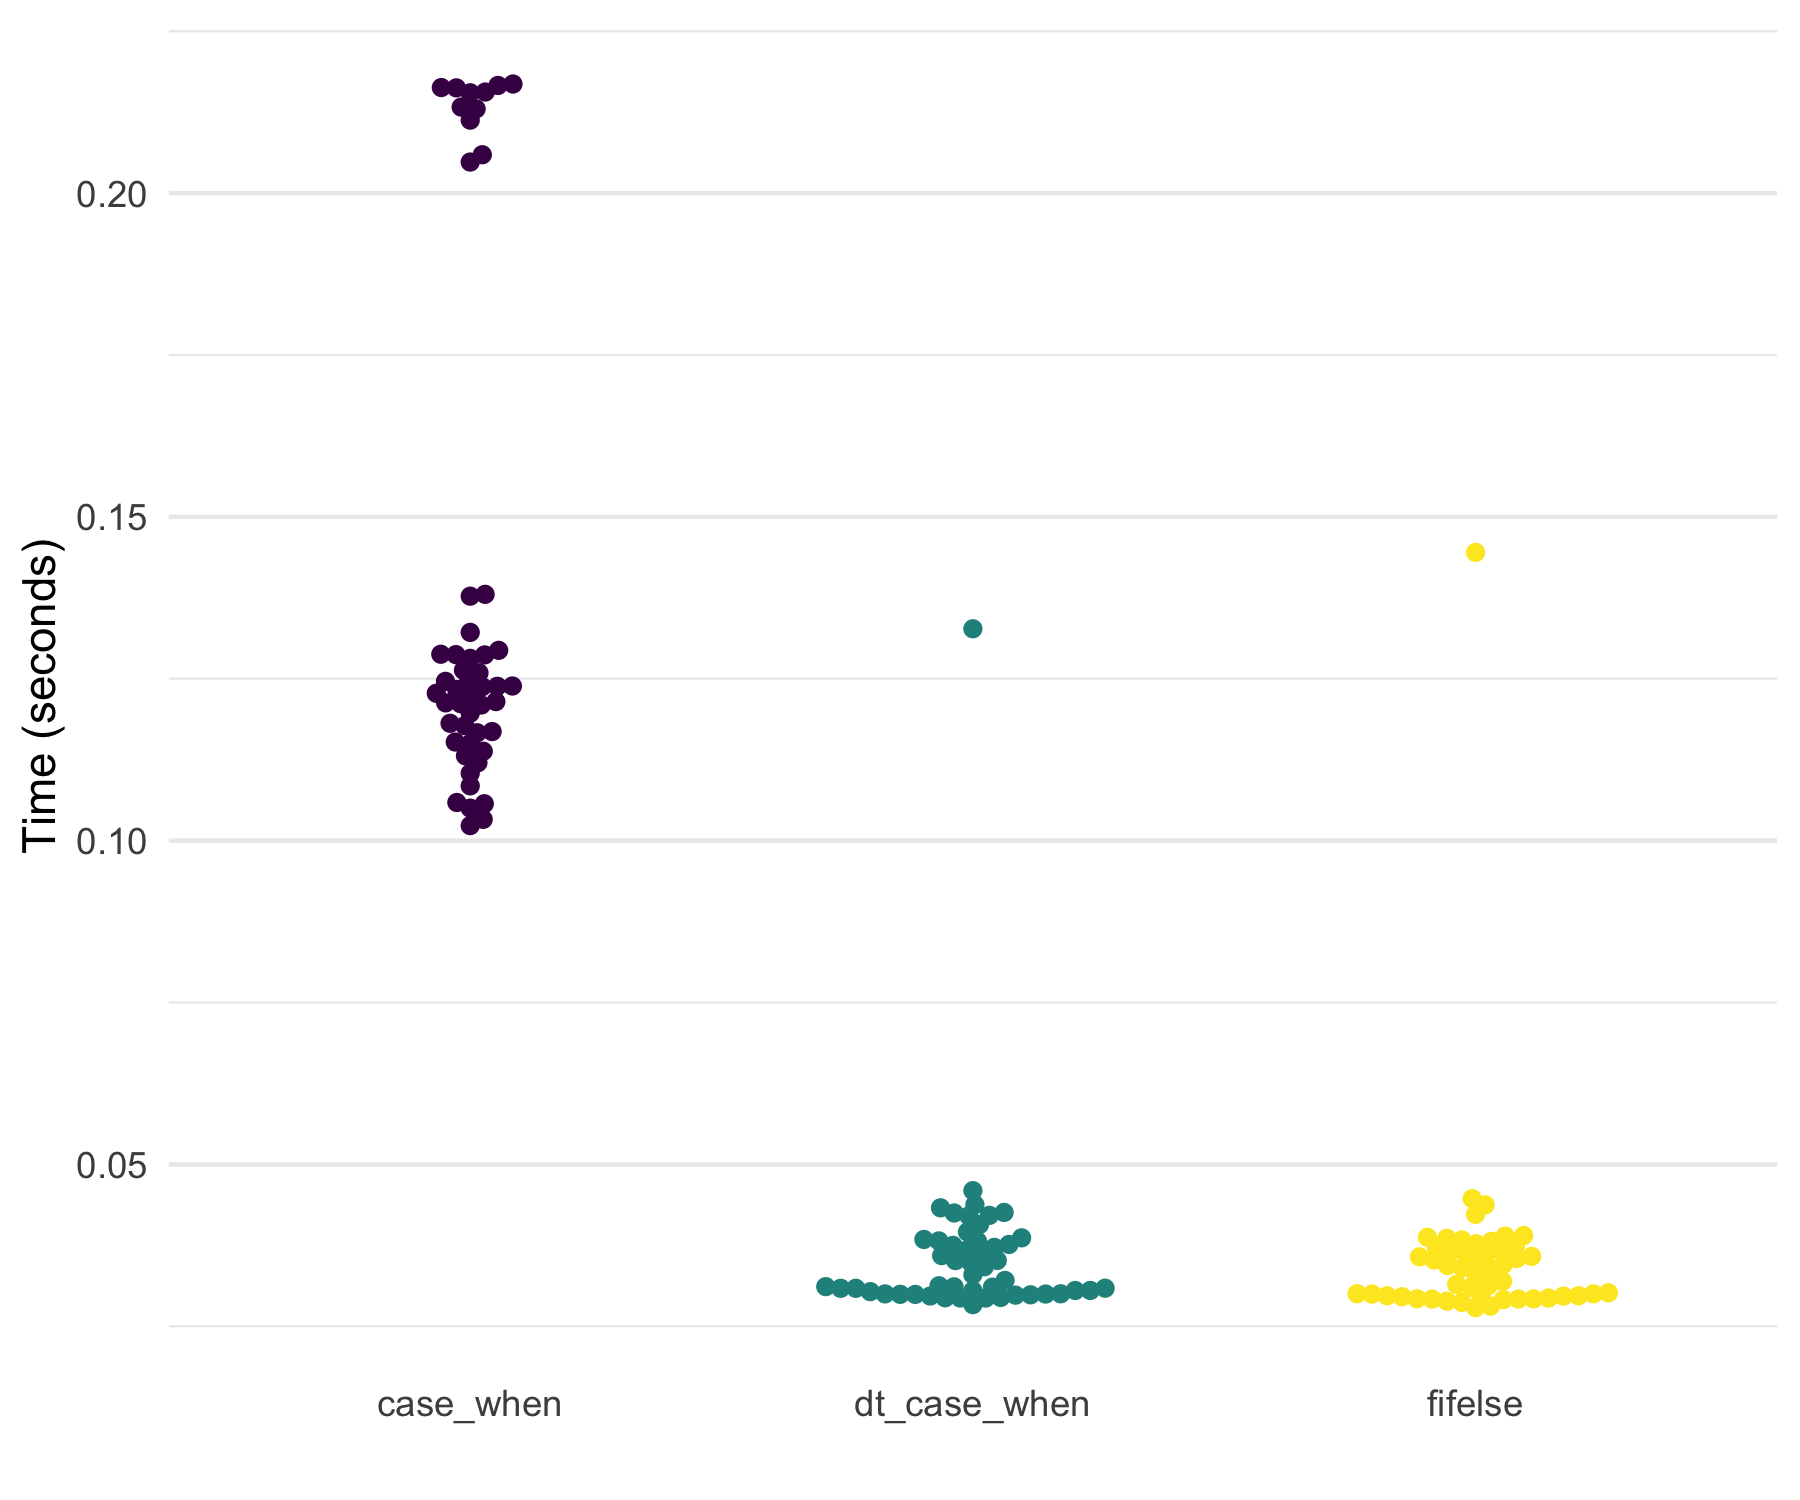 Time (seconds)
0.20
0.15
0.10
0.05
case_when
dt_case_when
fifelse